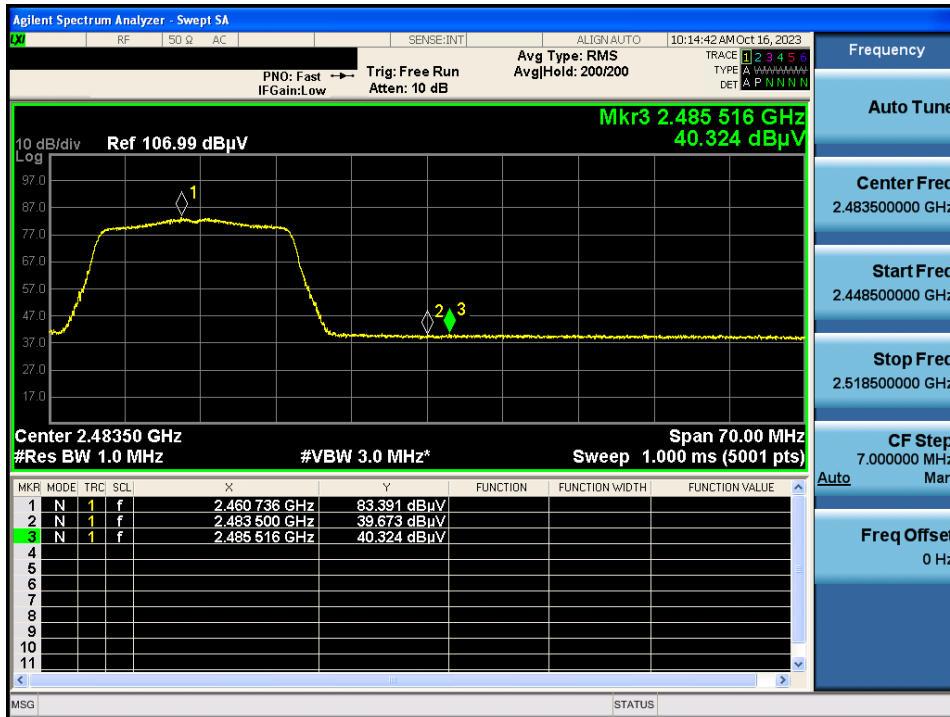 Agilent Spectrum Analyzer - Swept SA
LXI RF 50 Ω AC SENSE:INT ALIGN AUTO 10:14:42 AM Oct 16, 2023
PNO: Fast
IFGain:Low
Trig: Free Run
Atten: 10 dB
Avg Type: RMS
Avg|Hold: 200/200
TRACE 1 2 3 4 5 6
TYPE A WWWWW
DET A P N N N N
Mkr3 2.485 516 GHz
40.324 dBµV
10 dB/div Ref 106.99 dBµV
Log
97.0
87.0
77.0
67.0
57.0
47.0
37.0
27.0
17.0
1
2
3
Center 2.48350 GHz Span 70.00 MHz
#Res BW 1.0 MHz #VBW 3.0 MHz* Sweep 1.000 ms (5001 pts)
MKR MODE TRC SCL X Y FUNCTION FUNCTION WIDTH FUNCTION VALUE
1 N 1 f 2.460 736 GHz 83.391 dBµV
2 N 1 f 2.483 500 GHz 39.673 dBµV
3 N 1 f 2.485 516 GHz 40.324 dBµV
4
5
6
7
8
9
10
11
MSG STATUS
Frequency
Auto Tune
Center Freq
2.483500000 GHz
Start Freq
2.448500000 GHz
Stop Freq
2.518500000 GHz
CF Step
7.000000 MHz
Auto Man
Freq Offset
0 Hz